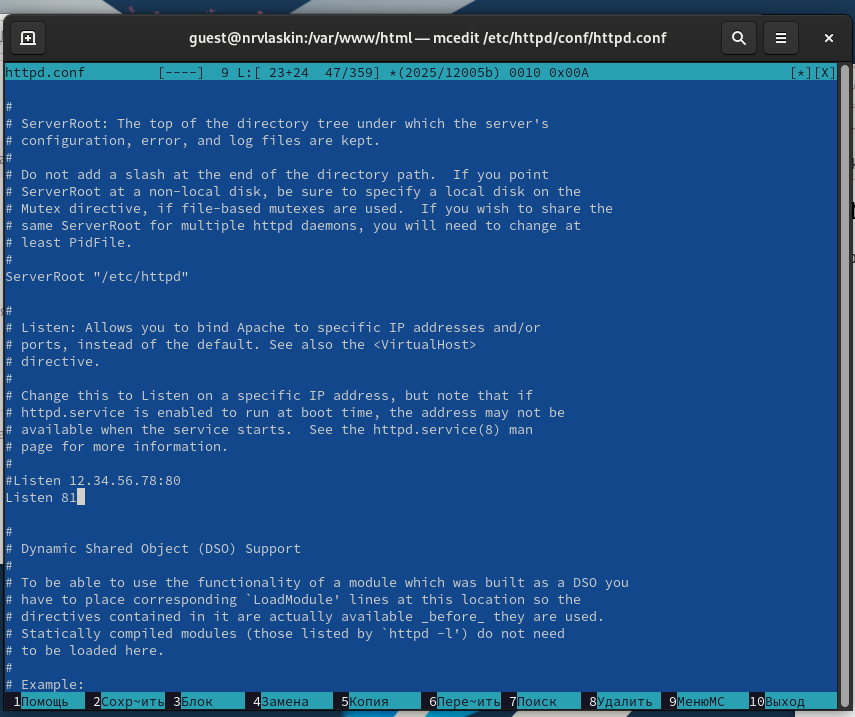 guest@nrvlaskin:/var/www/html — mcedit /etc/httpd/conf/httpd.conf
httpd.conf [----] 9 L:[ 23+24 47/359] *(2025/12005b) 0010 0x00A [*][X]
#
# ServerRoot: The top of the directory tree under which the server's
# configuration, error, and log files are kept.
#
# Do not add a slash at the end of the directory path.  If you point
# ServerRoot at a non-local disk, be sure to specify a local disk on the
# Mutex directive, if file-based mutexes are used.  If you wish to share the
# same ServerRoot for multiple httpd daemons, you will need to change at
# least PidFile.
#
ServerRoot "/etc/httpd"
#
# Listen: Allows you to bind Apache to specific IP addresses and/or
# ports, instead of the default. See also the <VirtualHost>
# directive.
#
# Change this to Listen on a specific IP address, but note that if
# httpd.service is enabled to run at boot time, the address may not be
# available when the service starts.  See the httpd.service(8) man
# page for more information.
#
#Listen 12.34.56.78:80
Listen 81
#
# Dynamic Shared Object (DSO) Support
#
# To be able to use the functionality of a module which was built as a DSO you
# have to place corresponding `LoadModule' lines at this location so the
# directives contained in it are actually available _before_ they are used.
# Statically compiled modules (those listed by `httpd -l') do not need
# to be loaded here.
#
# Example:
1Помощь 2Сохр~ить 3Блок 4Замена 5Копия 6Пере~ить 7Поиск 8Удалить 9МенюМС 10Выход